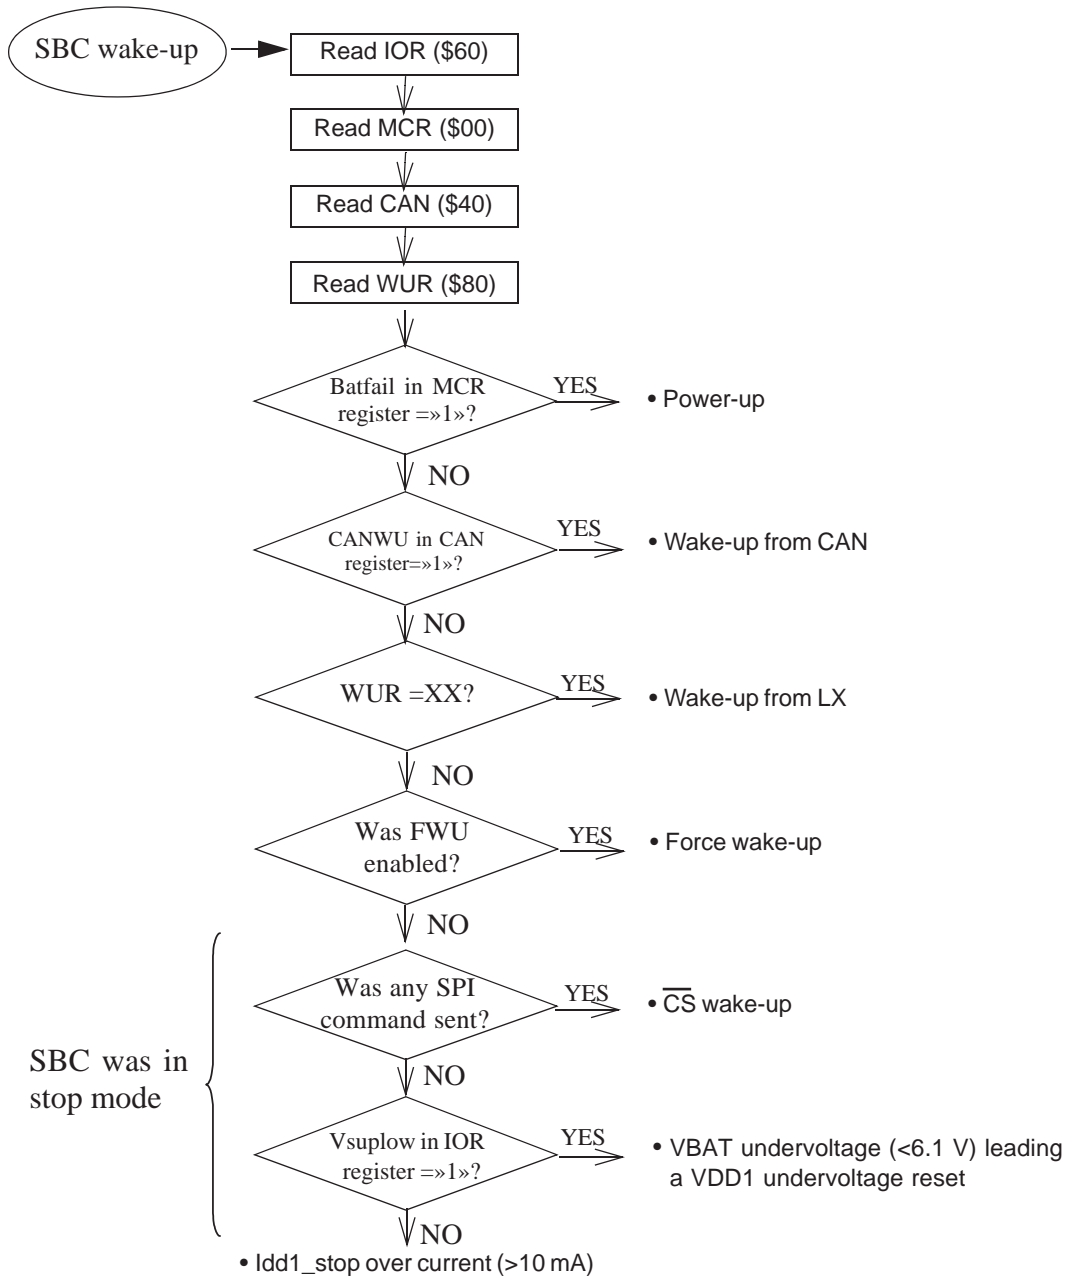 SBC wake-up
Read IOR ($60)
Read MCR ($00)
Read CAN ($40)
Read WUR ($80)
Batfail in MCR
register =»1»?
YES
• Power-up
NO
CANWU in CAN
register=»1»?
YES
• Wake-up from CAN
NO
WUR =XX?
YES
• Wake-up from LX
NO
Was FWU
enabled?
YES
• Force wake-up
NO
SBC was in
stop mode
Was any SPI
command sent?
YES
• C̅S̅ wake-up
NO
Vsuplow in IOR
register =»1»?
YES
• VBAT undervoltage (<6.1 V) leading
a VDD1 undervoltage reset
NO
• Idd1_stop over current (>10 mA)